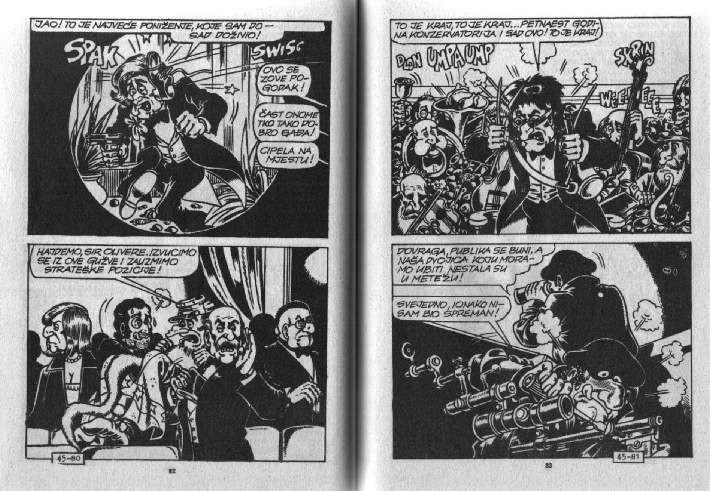 JAO! TO JE NAJVEĆE PONIŽENJE, KOJE SAM DO-
SAD DOŽIVIO!
SPAK
SWISC
OVO SE
ZOVE PO-
GODAK!
ČAST ONOME
TKO TAKO DO-
BRO GAĐA!
CIPELA NA
MJESTU!
HAJDEMO, SIR OLIVERE. IZVUCIMO
SE IZ OVE GUŽVE I ZAUZMIMO
STRATEŠKE POZICIJE!
45-80
82
TO JE KRAJ, TO JE KRAJ... PETNAEST GODI-
NA KONZERVATORIJA I SAD OVO! TO JE KRAJ!
UMPAUMP
SKRIN
DOVRAGA, PUBLIKA SE BUNI, A
NAŠA DVOJICA KOJU MORA-
MO UBITI NESTALA SU
U METEŽU!
SVEJEDNO, IONAKO NI-
SAM BIO SPREMAN!
83
45-81